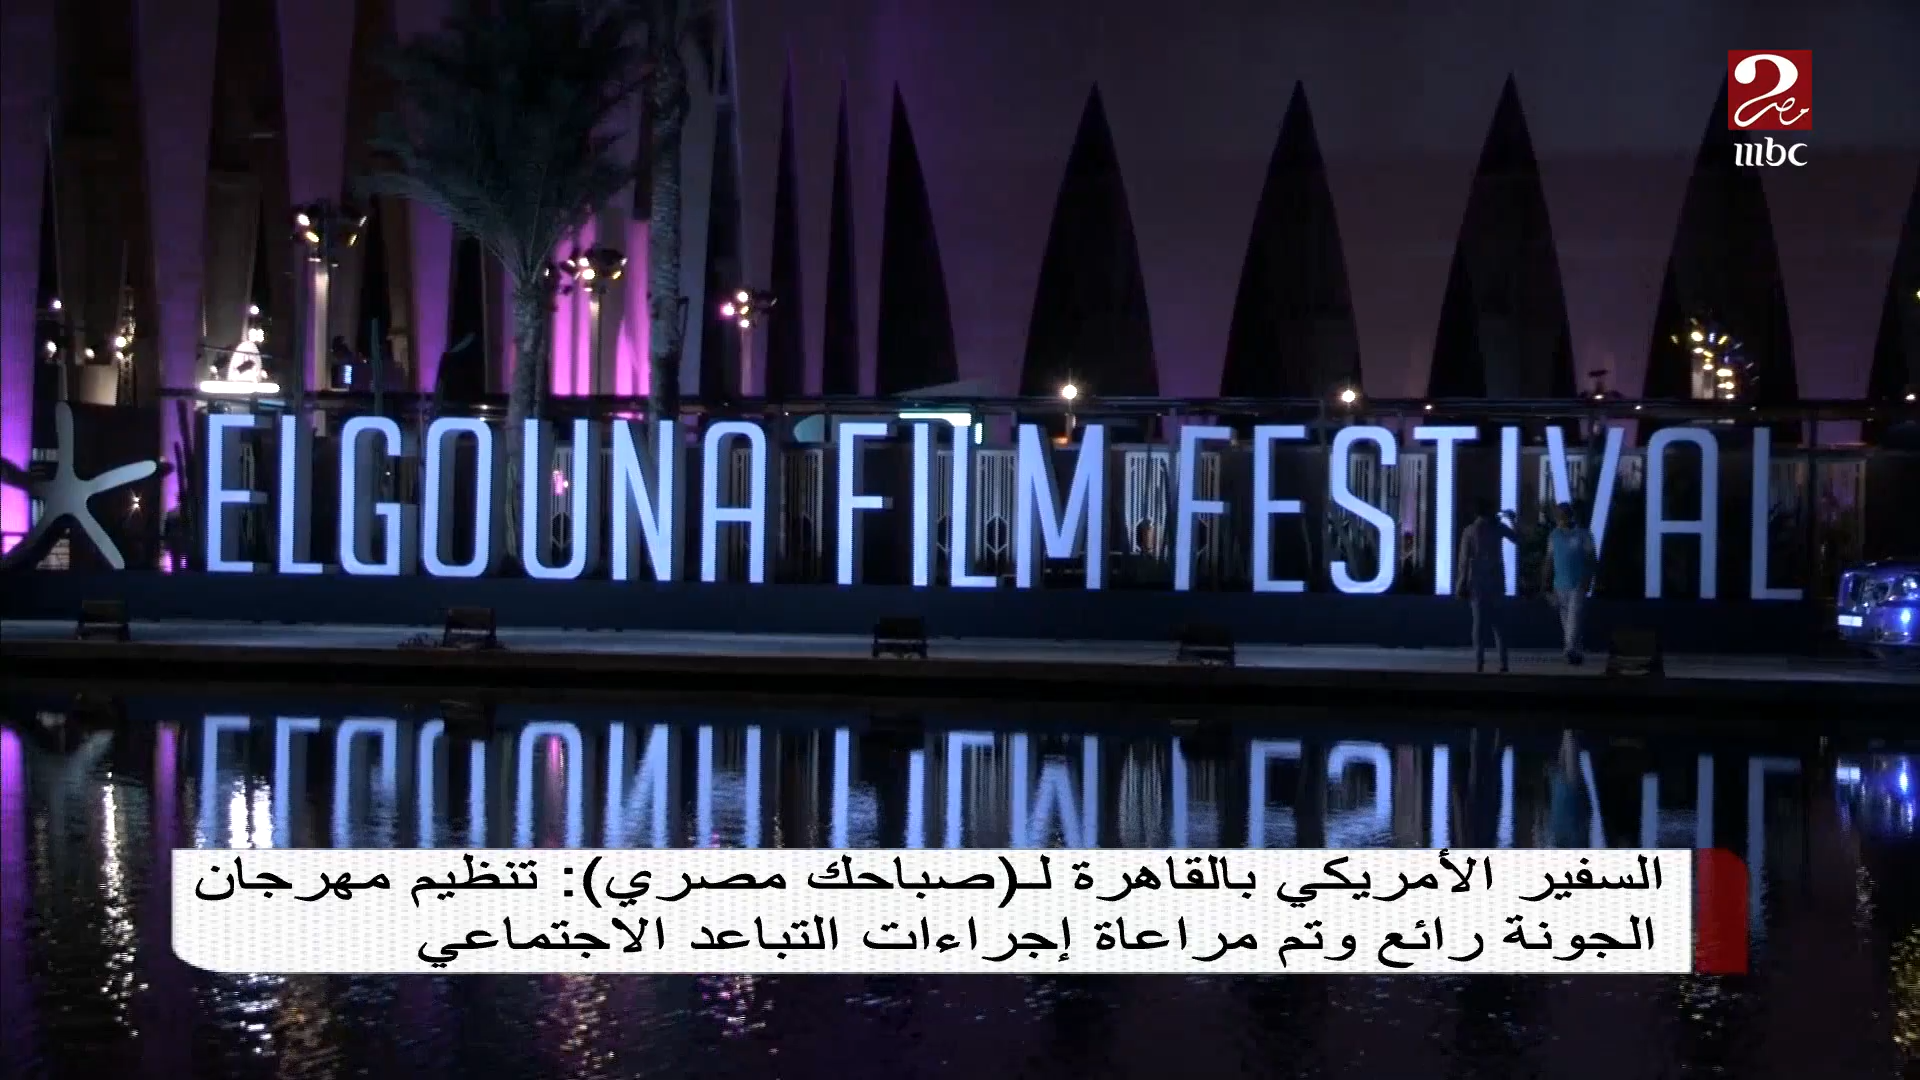 مصر
mbc
ELGOUNA FILM FESTIVAL
السفير الأمريكي بالقاهرة لـ(صباحك مصري): تنظيم مهرجان
الجونة رائع وتم مراعاة إجراءات التباعد الاجتماعي